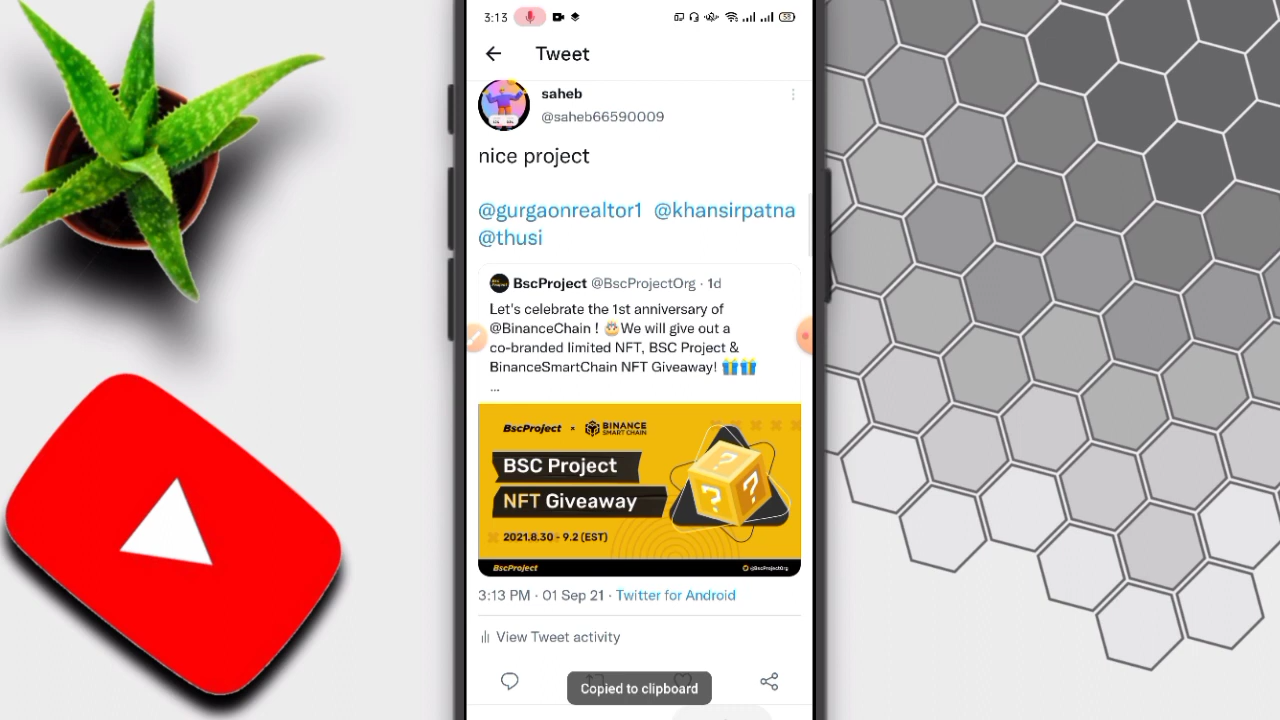 3:13
55
Tweet
saheb
@saheb66590009
nice project
@gurgaonrealtor1 @khansirpatna
@thusi
BscProject @BscProjectOrg · 1d
Let's celebrate the 1st anniversary of
@BinanceChain ! 🎂We will give out a
co-branded limited NFT, BSC Project &
BinanceSmartChain NFT Giveaway! 🎁🎁
...
BscProject × BINANCE
SMART CHAIN
BSC Project
NFT Giveaway
2021.8.30 - 9.2 (EST)
BscProject
@BscProjectOrg
3:13 PM · 01 Sep 21 · Twitter for Android
View Tweet activity
Copied to clipboard